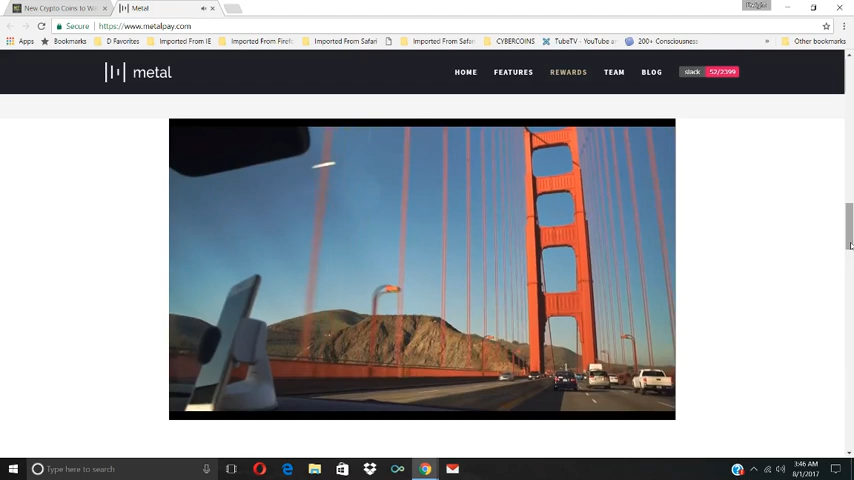 New Crypto Coins to Wa
Metal
Secure
https://www.metalpay.com
Apps
Bookmarks
D Favorites
Imported From IE
Imported From Firefo
Imported From Safari
Imported From Safar
CYBERCOINS
TubeTV – YouTube a
200+ Consciousness
»
Other bookmarks
metal
HOME
FEATURES
REWARDS
TEAM
BLOG
slack 52/2399
Type here to search
3:46 AM
8/1/2017